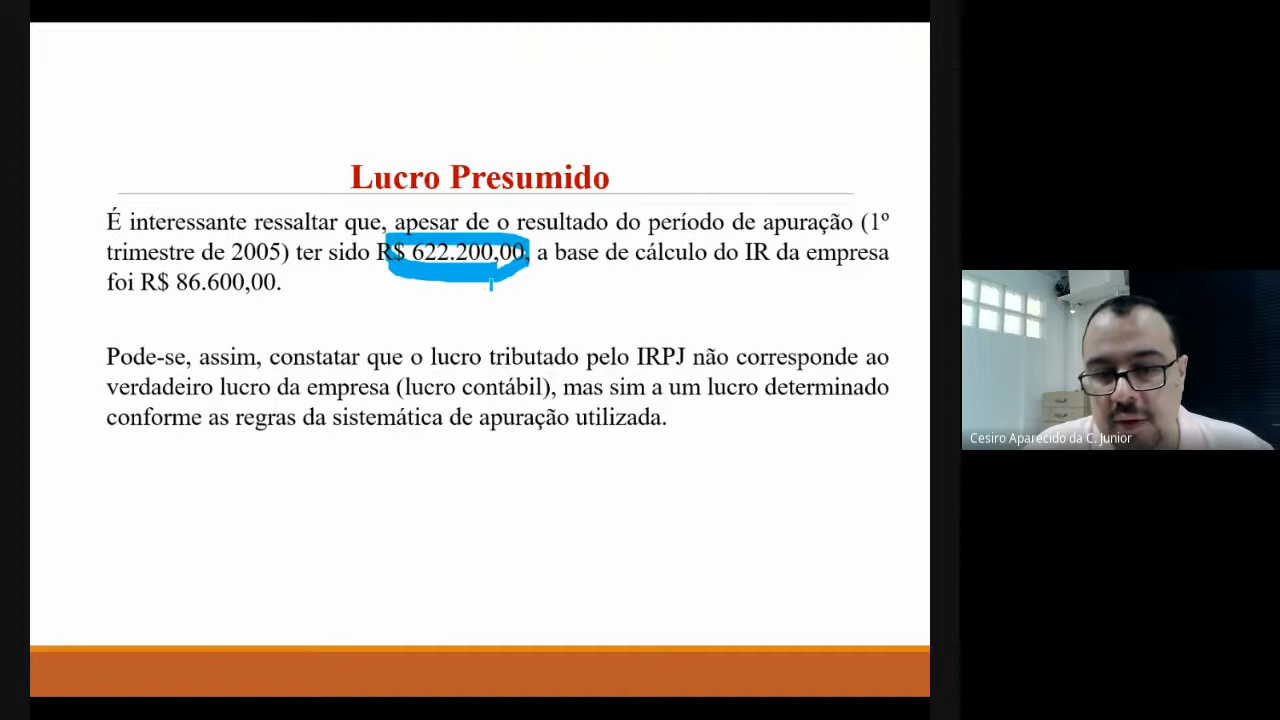 Lucro Presumido
É interessante ressaltar que, apesar de o resultado do período de apuração (1º
trimestre de 2005) ter sido R$ 622.200,00, a base de cálculo do IR da empresa
foi R$ 86.600,00.
Pode-se, assim, constatar que o lucro tributado pelo IRPJ não corresponde ao
verdadeiro lucro da empresa (lucro contábil), mas sim a um lucro determinado
conforme as regras da sistemática de apuração utilizada.
Cesiro Aparecido da C. Junior